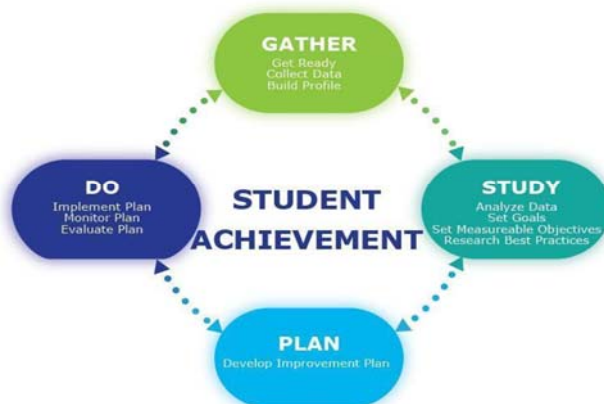 GATHER
Get Ready
Collect Data
Build Profile
DO
Implement Plan
Monitor Plan
Evaluate Plan
STUDENT
ACHIEVEMENT
STUDY
Analyze Data
Set Goals
Set Measureable Objectives
Research Best Practices
PLAN
Develop Improvement Plan